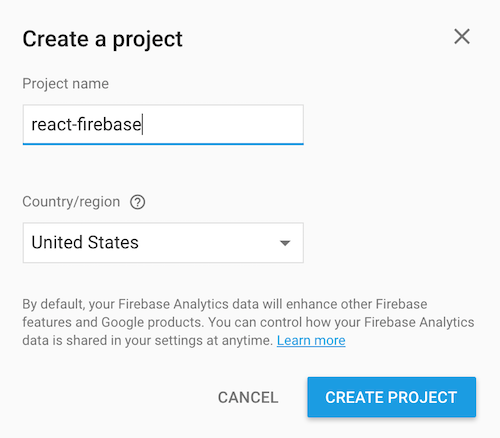 Create a project
Project name
react-firebase
Country/region
United States
By default, your Firebase Analytics data will enhance other Firebase
features and Google products. You can control how your Firebase Analytics
data is shared in your settings at anytime. Learn more
CANCEL
CREATE PROJECT